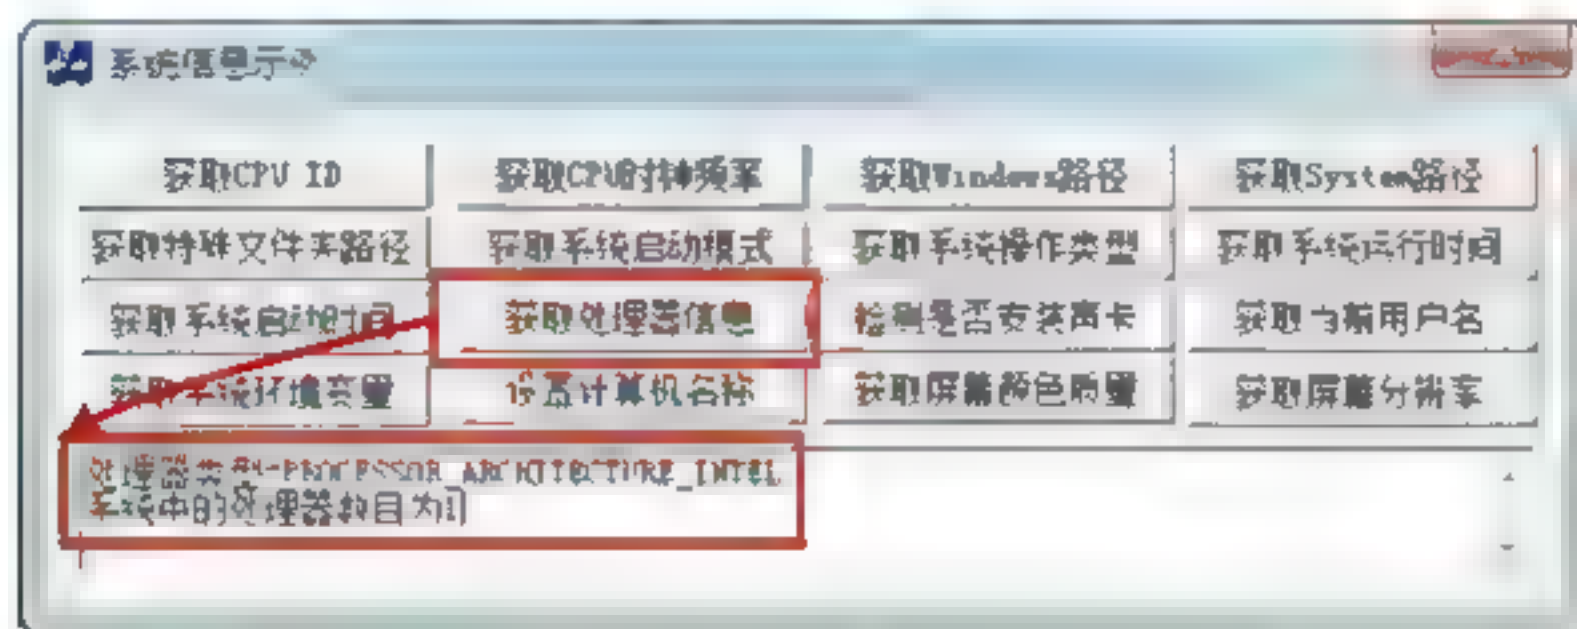 系统信息示例
获取CPU ID 获取CPU时钟频率 获取Windows路径 获取System路径
获取特殊文件夹路径 获取系统启动模式 获取系统操作类型 获取系统运行时间
获取系统启动时间 获取处理器信息 检测是否安装声卡 获取当前用户名
获取系统环境变量 设置计算机名称 获取屏幕颜色质量 获取屏幕分辨率
处理器类型=PROCESSOR_ARCHITECTURE_INTEL
系统中的处理器数目为